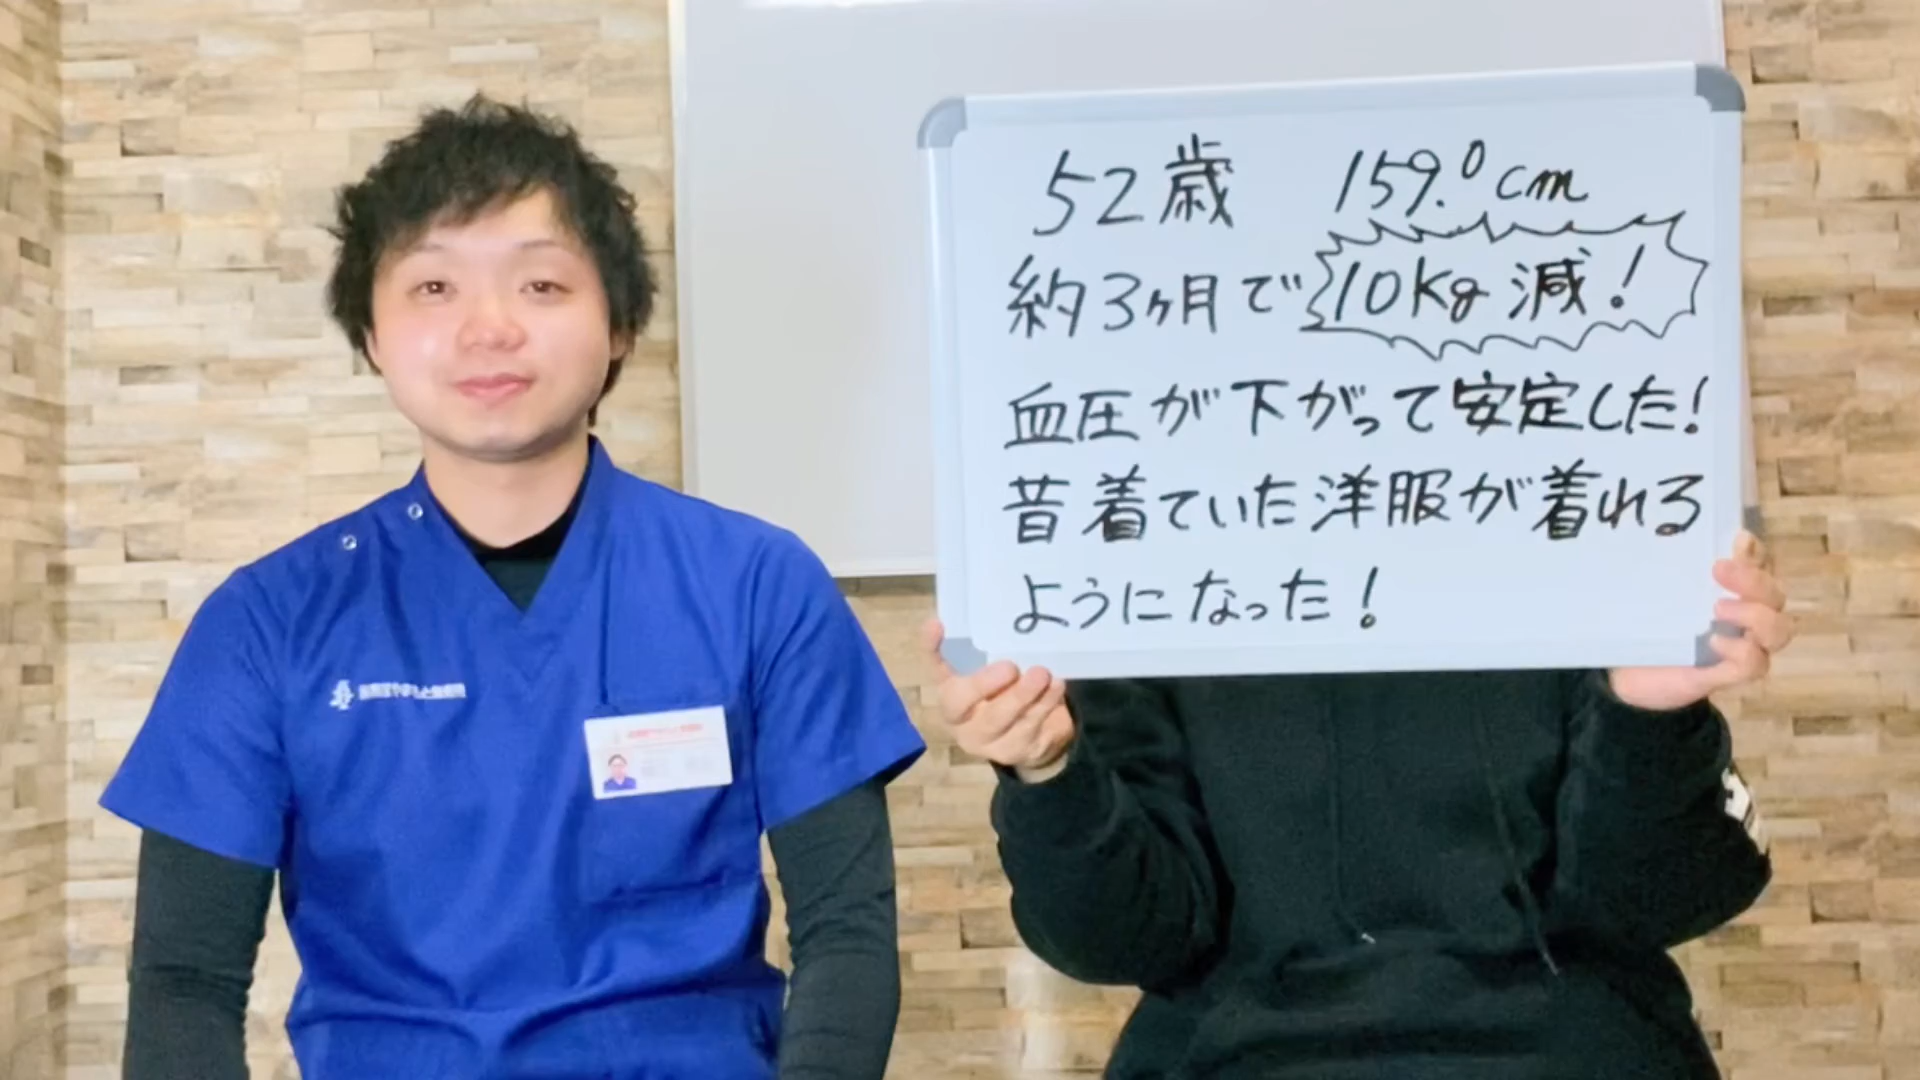 52歳 159.0cm
約3ヶ月で10Kg減!
血圧が下がって安定した!
昔着ていた洋服が着れる
ようになった!